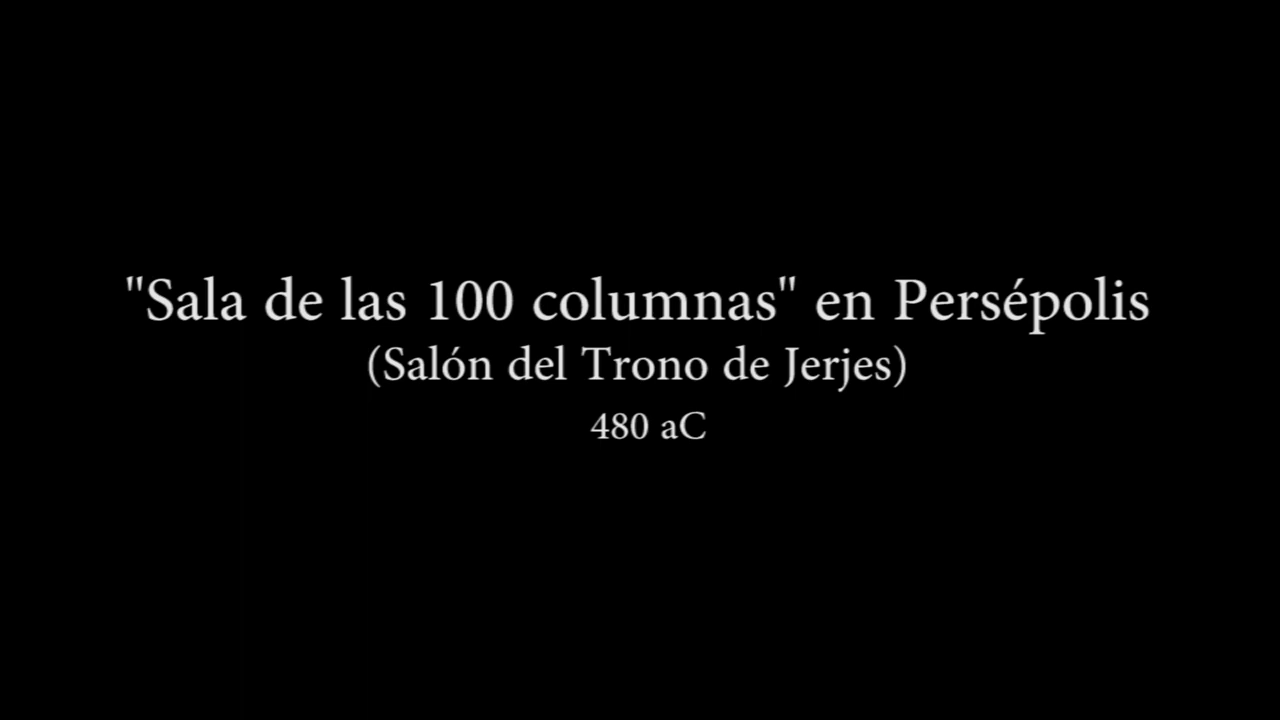 "Sala de las 100 columnas" en Persépolis
(Salón del Trono de Jerjes)
480 aC